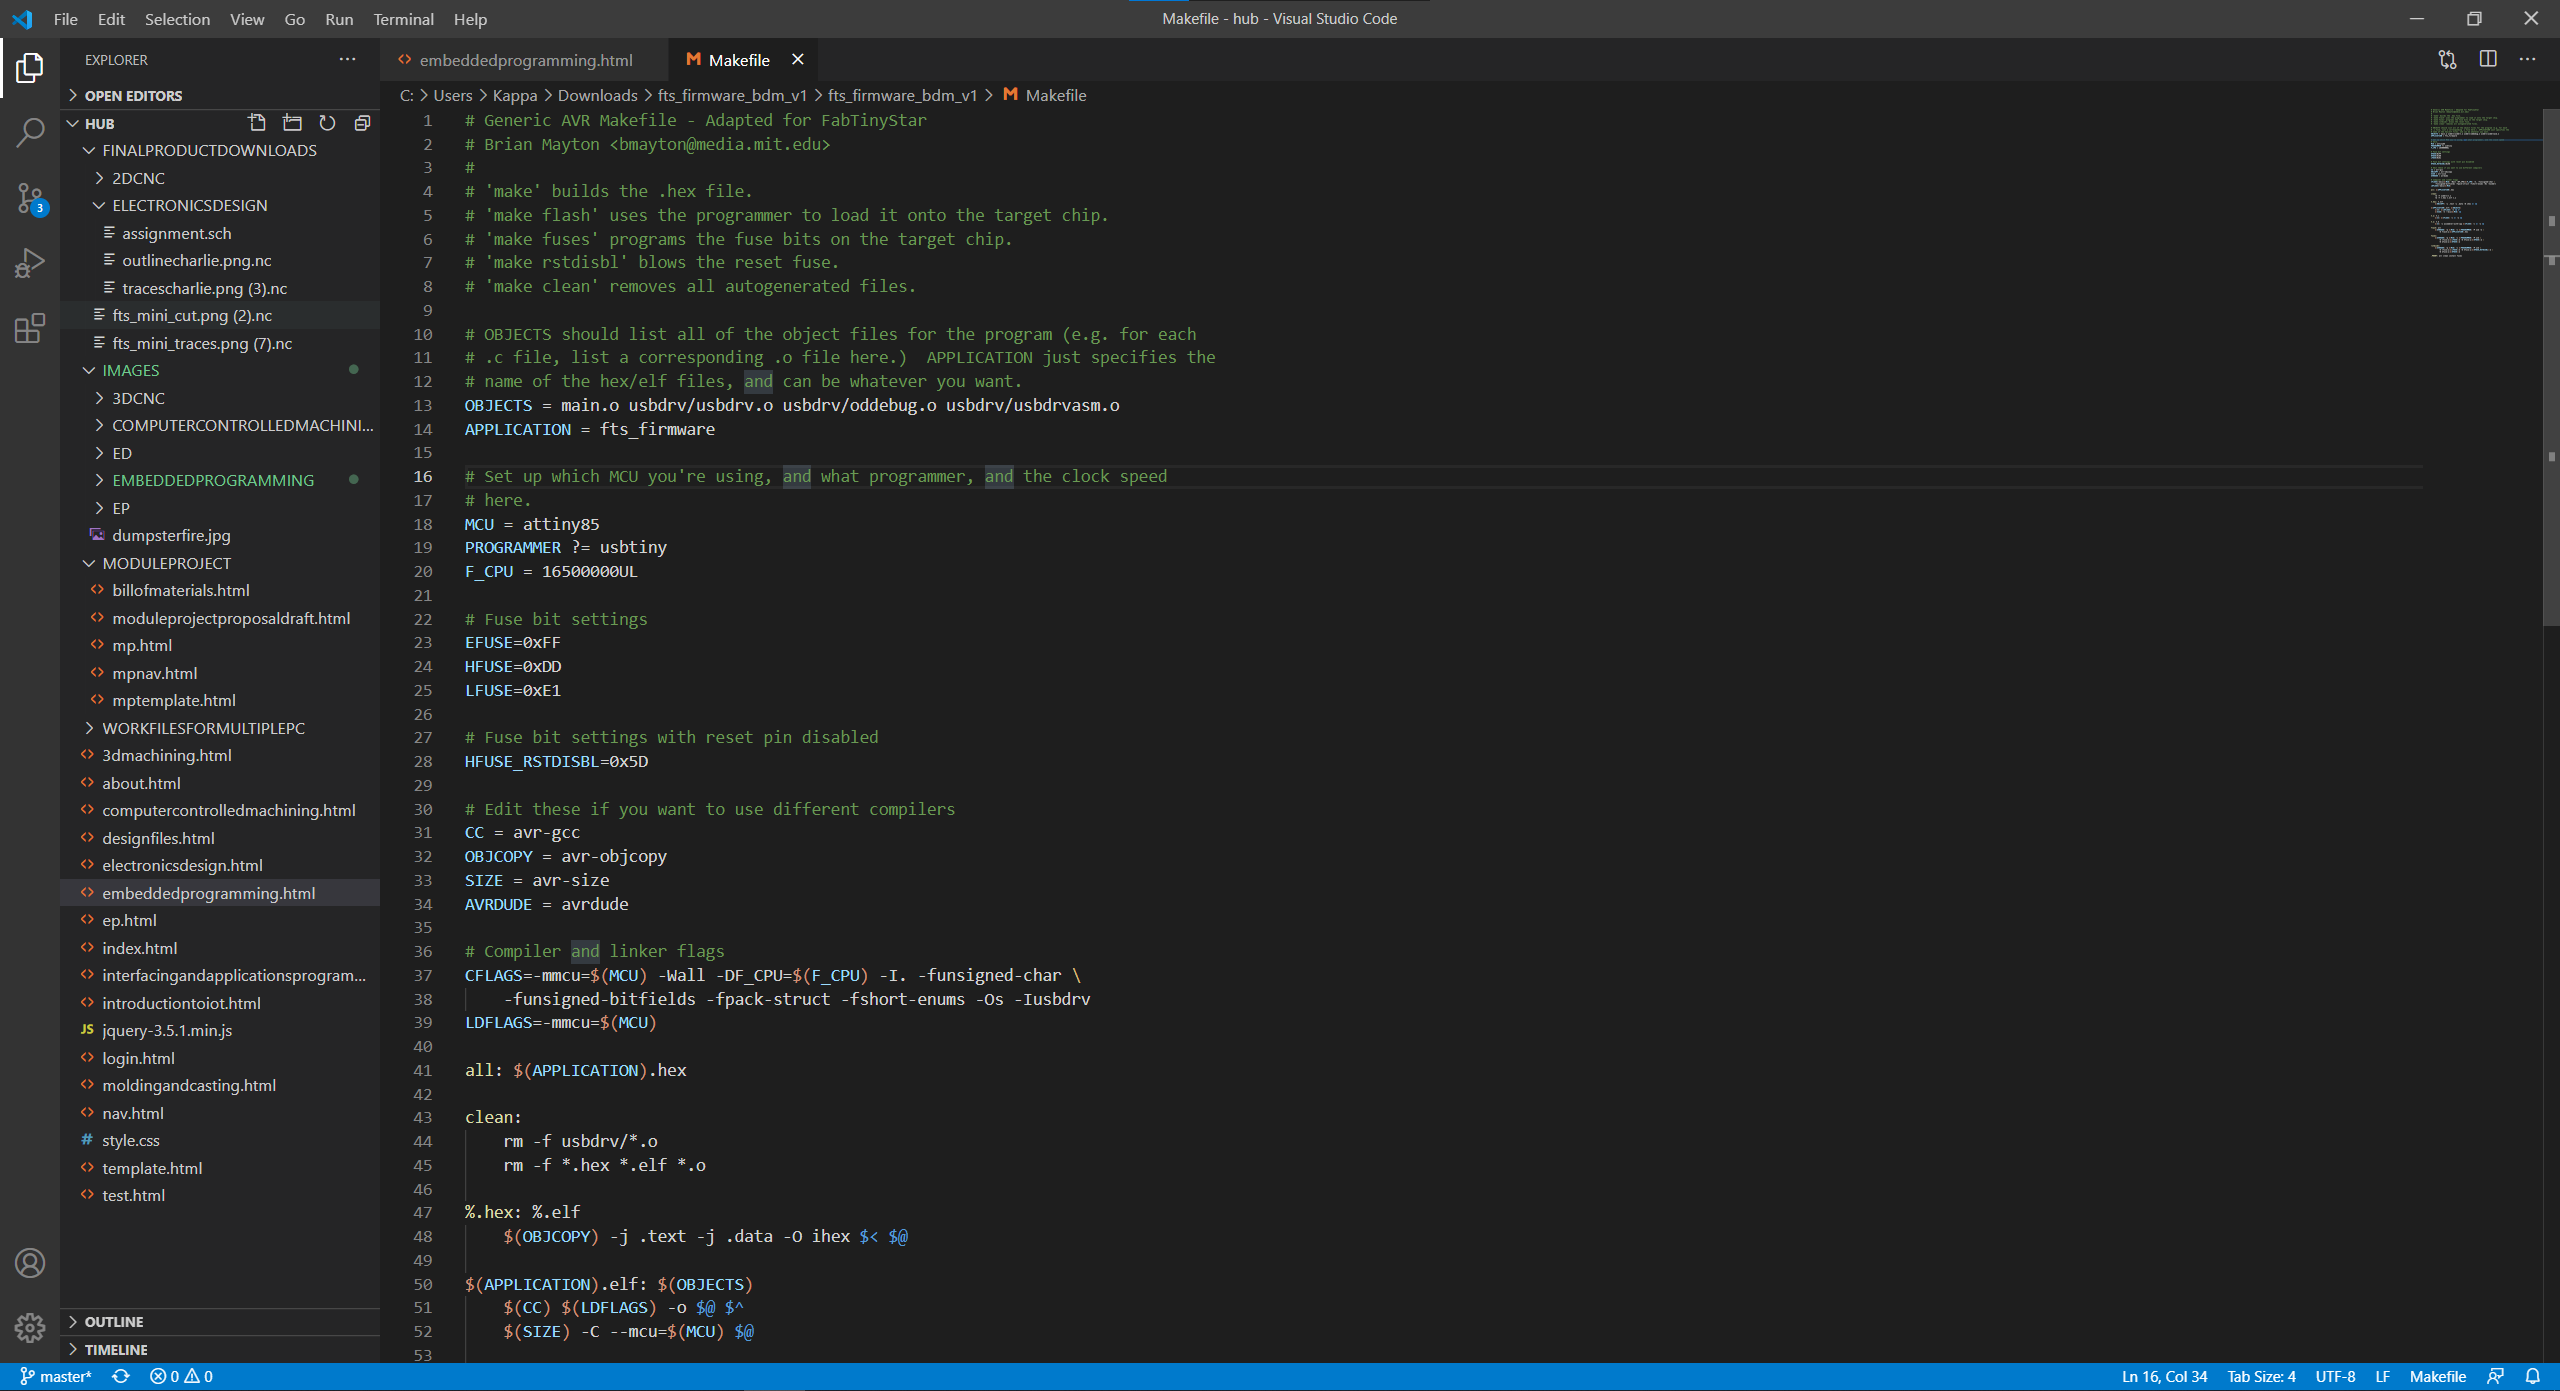 File Edit Selection View Go Run Terminal Help
Makefile - hub - Visual Studio Code
EXPLORER
embeddedprogramming.html
Makefile
OPEN EDITORS
C: > Users > Kappa > Downloads > fts_firmware_bdm_v1 > fts_firmware_bdm_v1 > Makefile
HUB
FINALPRODUCTDOWNLOADS
2DCNC
ELECTRONICSDESIGN
assignment.sch
outlinecharlie.png.nc
tracescharlie.png (3).nc
fts_mini_cut.png (2).nc
fts_mini_traces.png (7).nc
IMAGES
3DCNC
COMPUTERCONTROLLEDMACHINI...
ED
EMBEDDEDPROGRAMMING
EP
dumpsterfire.jpg
MODULEPROJECT
billofmaterials.html
moduleprojectproposaldraft.html
mp.html
mpnav.html
mptemplate.html
WORKFILESFORMULTIPLEPC
3dmachining.html
about.html
computercontrolledmachining.html
designfiles.html
electronicsdesign.html
embeddedprogramming.html
ep.html
index.html
interfacingandapplicationsprogram...
introductiontoiot.html
JS jquery-3.5.1.min.js
login.html
moldingandcasting.html
nav.html
# style.css
template.html
test.html
OUTLINE
TIMELINE
3
1 # Generic AVR Makefile - Adapted for FabTinyStar
2 # Brian Mayton <bmayton@media.mit.edu>
3 #
4 # 'make' builds the .hex file.
5 # 'make flash' uses the programmer to load it onto the target chip.
6 # 'make fuses' programs the fuse bits on the target chip.
7 # 'make rstdisbl' blows the reset fuse.
8 # 'make clean' removes all autogenerated files.
9
10 # OBJECTS should list all of the object files for the program (e.g. for each
11 # .c file, list a corresponding .o file here.)  APPLICATION just specifies the
12 # name of the hex/elf files, and can be whatever you want.
13 OBJECTS = main.o usbdrv/usbdrv.o usbdrv/oddebug.o usbdrv/usbdrvasm.o
14 APPLICATION = fts_firmware
15
16 # Set up which MCU you're using, and what programmer, and the clock speed
17 # here.
18 MCU = attiny85
19 PROGRAMMER ?= usbtiny
20 F_CPU = 16500000UL
21
22 # Fuse bit settings
23 EFUSE=0xFF
24 HFUSE=0xDD
25 LFUSE=0xE1
26
27 # Fuse bit settings with reset pin disabled
28 HFUSE_RSTDISBL=0x5D
29
30 # Edit these if you want to use different compilers
31 CC = avr-gcc
32 OBJCOPY = avr-objcopy
33 SIZE = avr-size
34 AVRDUDE = avrdude
35
36 # Compiler and linker flags
37 CFLAGS=-mmcu=$(MCU) -Wall -DF_CPU=$(F_CPU) -I. -funsigned-char \
38     -funsigned-bitfields -fpack-struct -fshort-enums -Os -Iusbdrv
39 LDFLAGS=-mmcu=$(MCU)
40
41 all: $(APPLICATION).hex
42
43 clean:
44     rm -f usbdrv/*.o
45     rm -f *.hex *.elf *.o
46
47 %.hex: %.elf
48     $(OBJCOPY) -j .text -j .data -O ihex $< $@
49
50 $(APPLICATION).elf: $(OBJECTS)
51     $(CC) $(LDFLAGS) -o $@ $^
52     $(SIZE) -C --mcu=$(MCU) $@
53
master* 0 0
Ln 16, Col 34 Tab Size: 4 UTF-8 LF Makefile